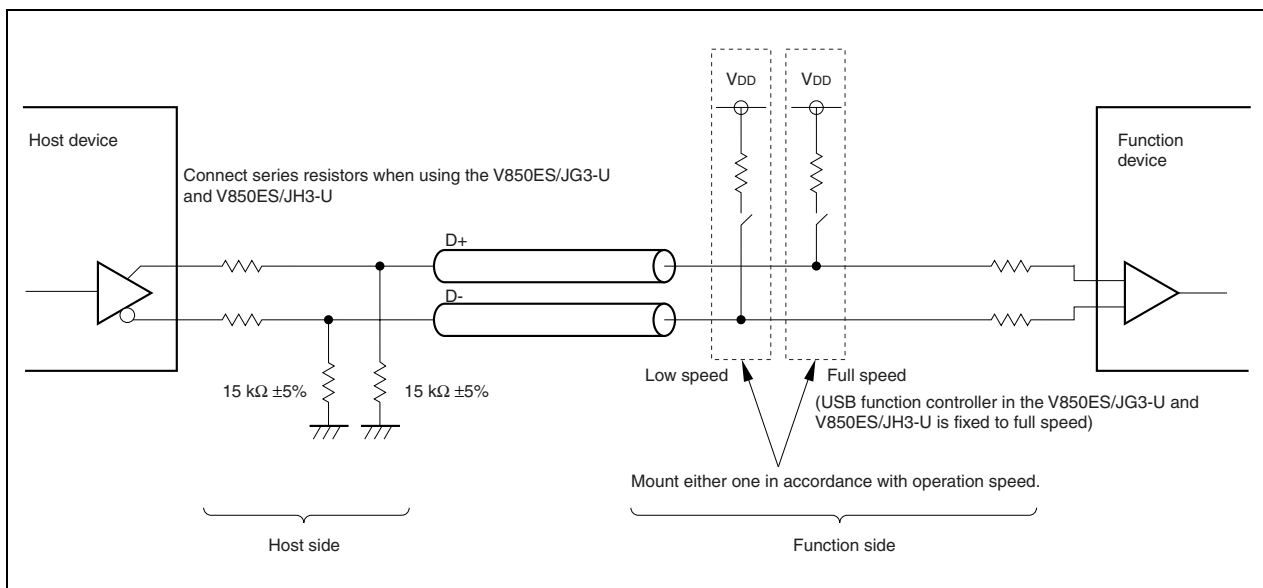 VDD
VDD
Host device
Function
device
Connect series resistors when using the V850ES/JG3-U
and V850ES/JH3-U
D+
D-
15 kΩ ±5%
15 kΩ ±5%
Low speed
Full speed
(USB function controller in the V850ES/JG3-U and
V850ES/JH3-U is fixed to full speed)
Mount either one in accordance with operation speed.
Host side
Function side